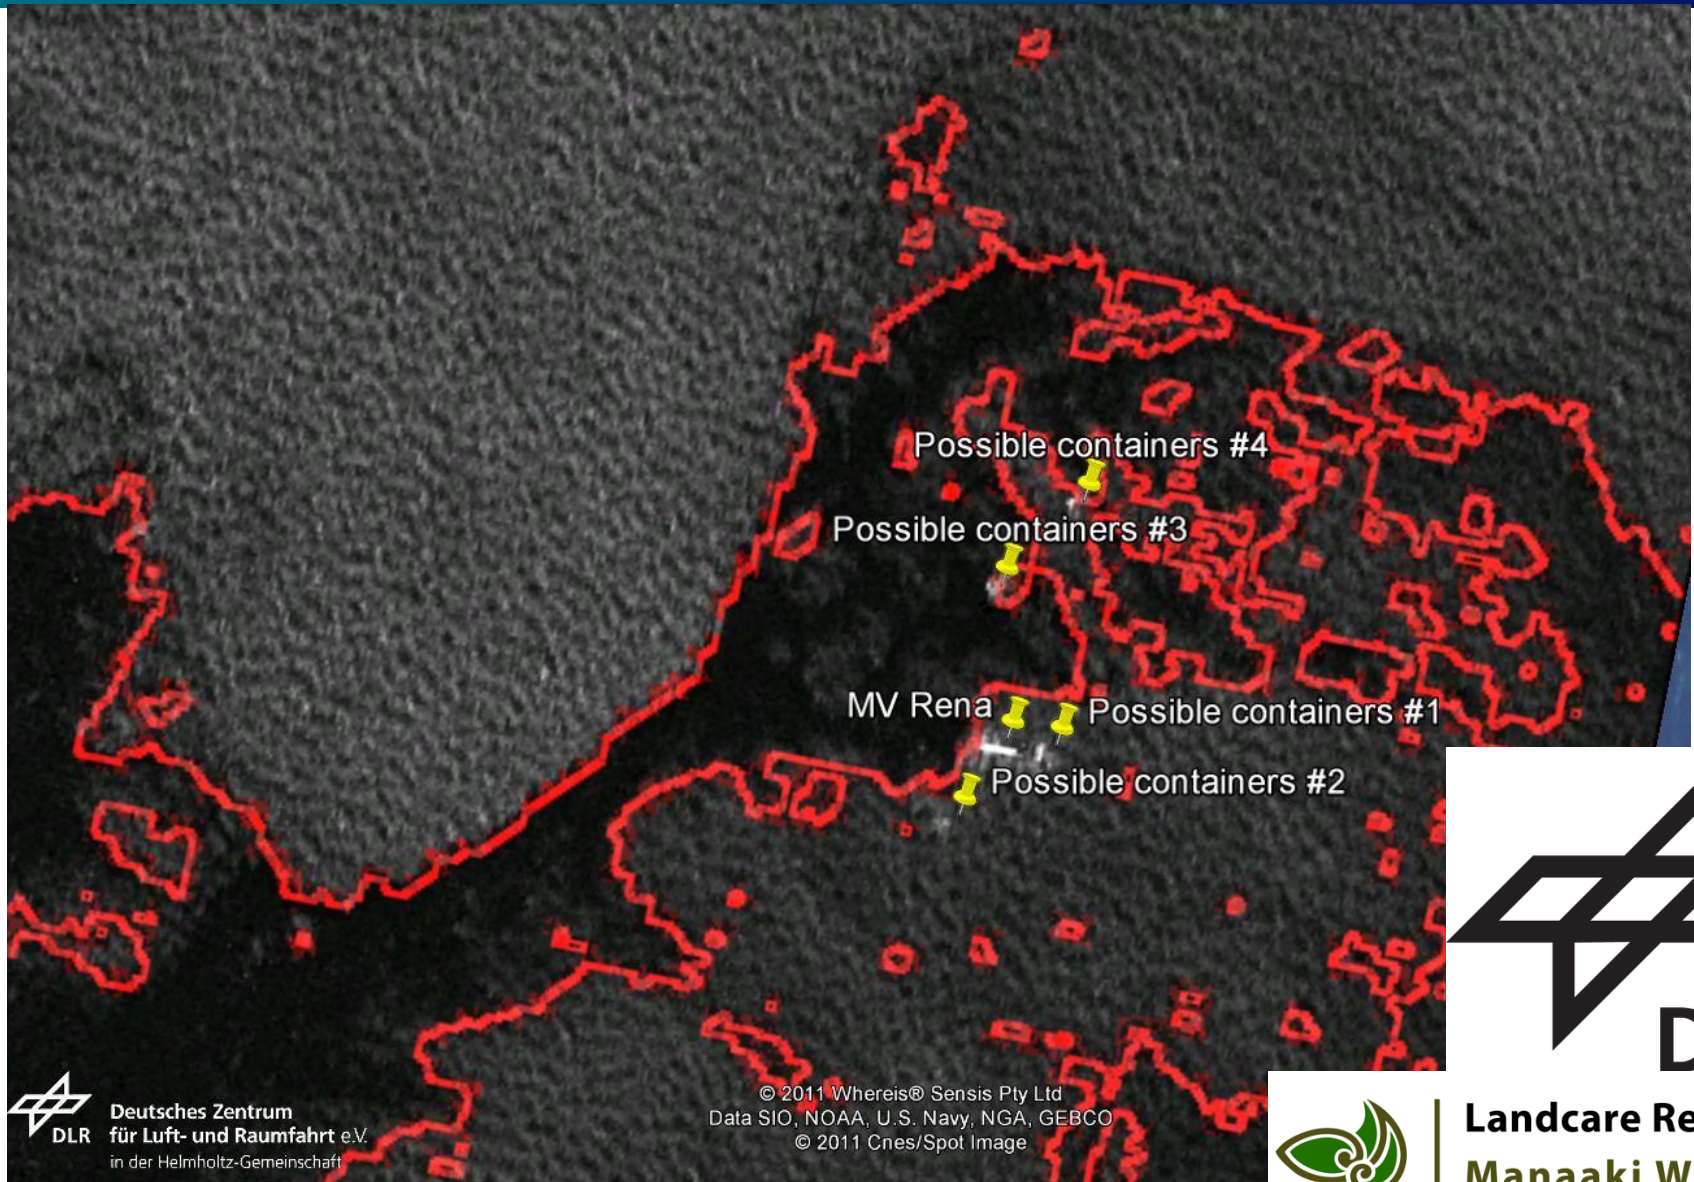 Possible containers #4
Possible containers #3
MV Rena
Possible containers #1
Possible containers #2
DLR
Deutsches Zentrum
für Luft- und Raumfahrt e.V.
in der Helmholtz-Gemeinschaft
© 2011 Whereis® Sensis Pty Ltd
Data SIO, NOAA, U.S. Navy, NGA, GEBCO
© 2011 Cnes/Spot Image
D
Landcare Re
Manaaki W